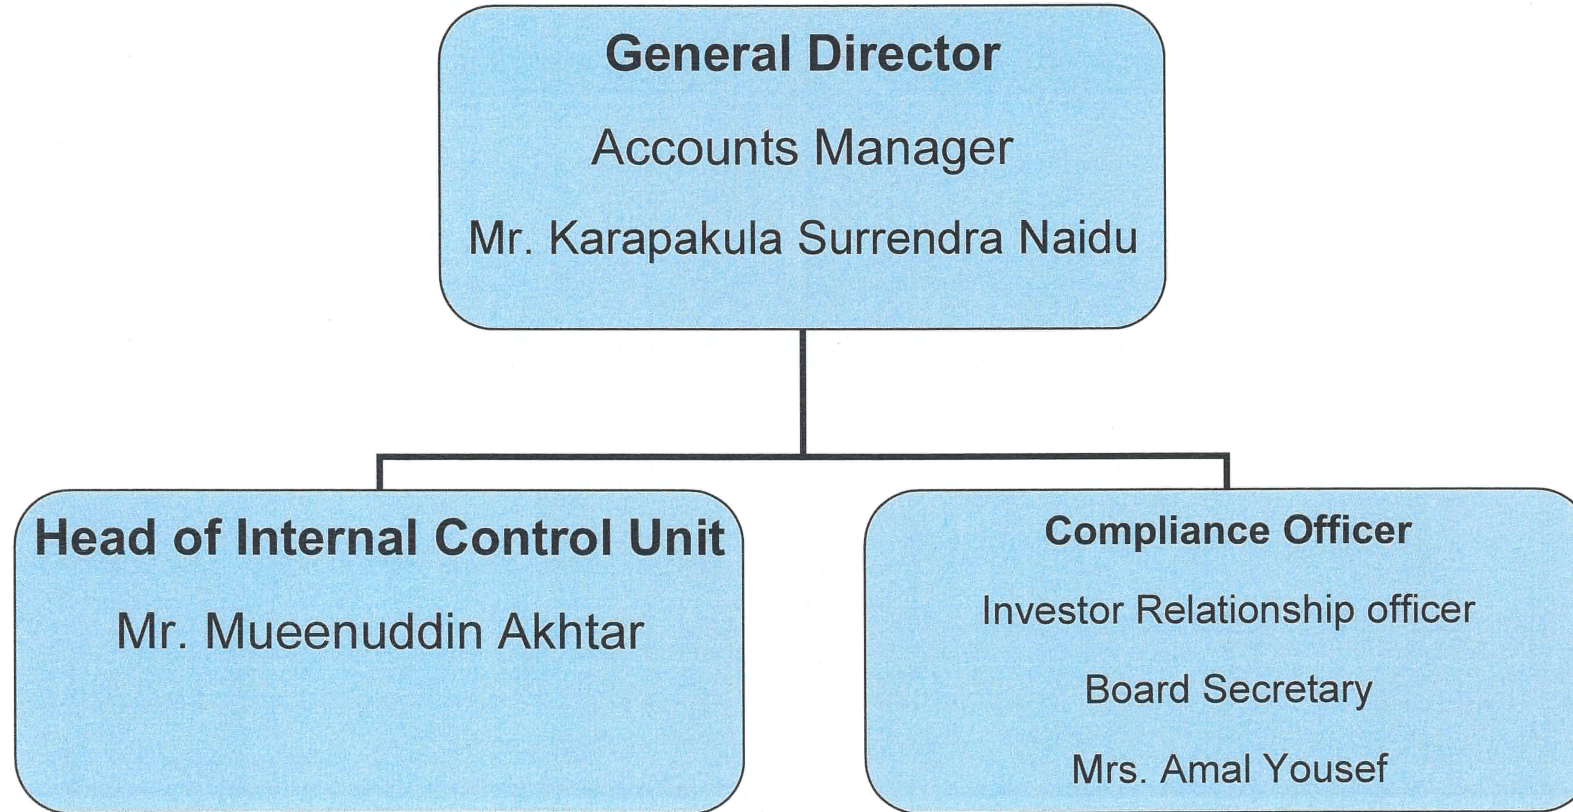 General Director
Accounts Manager
Mr. Karapakula Surrendra Naidu
Head of Internal Control Unit
Mr. Mueenuddin Akhtar
Compliance Officer
Investor Relationship officer
Board Secretary
Mrs. Amal Yousef